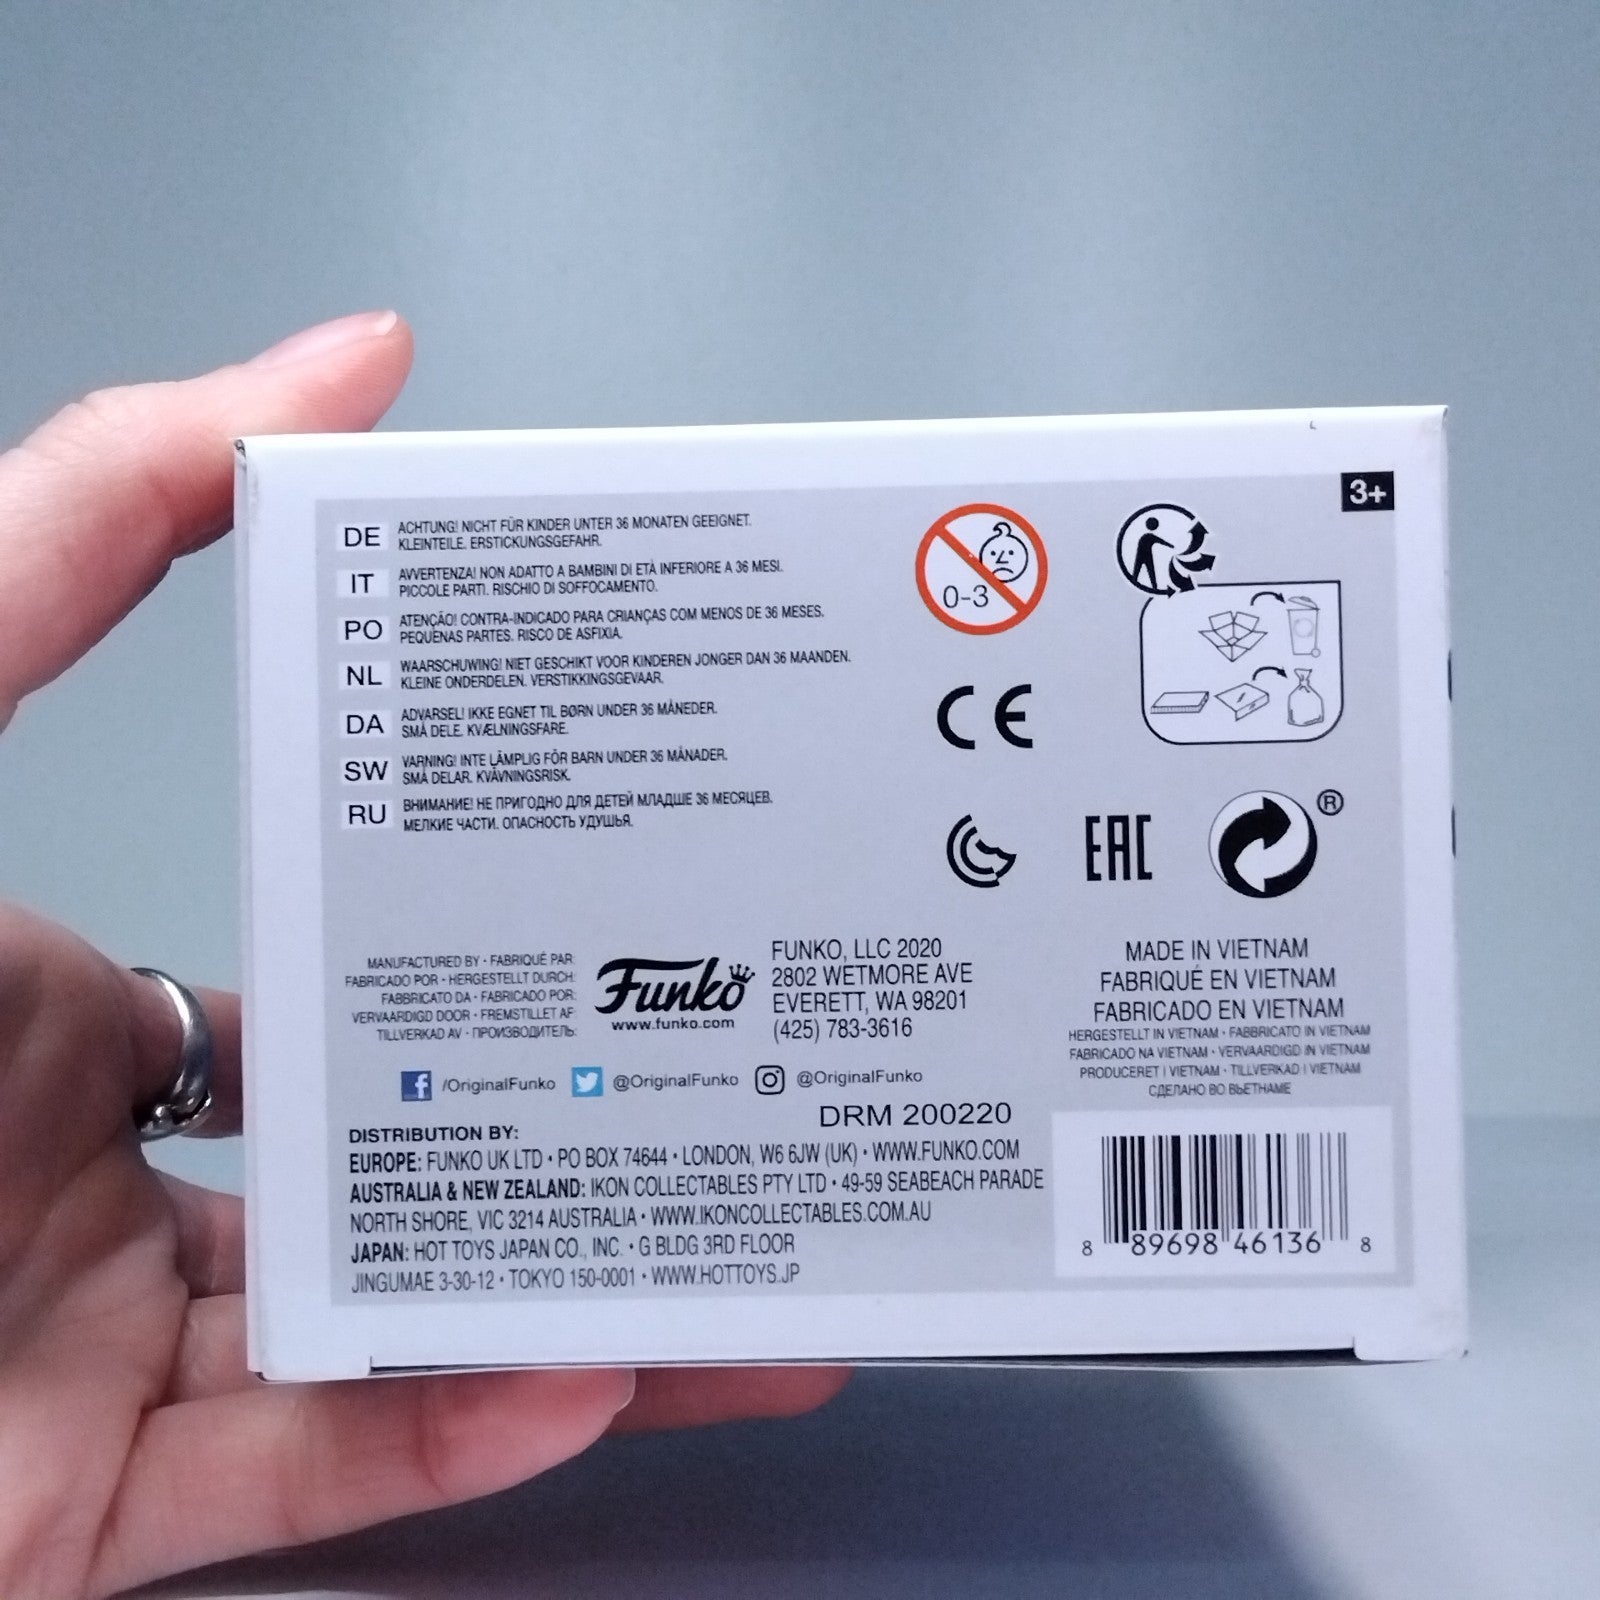 3+
DE
ACHTUNG! NICHT FÜR KINDER UNTER 36 MONATEN GEEIGNET.
KLEINTEILE. ERSTICKUNGSGEFAHR.
IT
AVVERTENZA! NON ADATTO A BAMBINI DI ETÀ INFERIORE A 36 MESI.
PICCOLE PARTI. RISCHIO DI SOFFOCAMENTO.
PO
ATENÇÃO! CONTRA-INDICADO PARA CRIANÇAS COM MENOS DE 36 MESES.
PEQUENAS PARTES. RISCO DE ASFIXIA.
NL
WAARSCHUWING! NIET GESCHIKT VOOR KINDEREN JONGER DAN 36 MAANDEN.
KLEINE ONDERDELEN. VERSTIKKINGSGEVAAR.
DA
ADVARSEL! IKKE EGNET TIL BØRN UNDER 36 MÅNEDER.
SMÅ DELE. KVÆLNINGSFARE.
SW
VARNING! INTE LÄMPLIG FÖR BARN UNDER 36 MÅNADER.
SMÅ DELAR. KVÄVNINGSRISK.
RU
ВНИМАНИЕ! НЕ ПРИГОДНО ДЛЯ ДЕТЕЙ МЛАДШЕ 36 МЕСЯЦЕВ.
МЕЛКИЕ ЧАСТИ. ОПАСНОСТЬ УДУШЬЯ.
0-3
CE
EAC
®
MANUFACTURED BY • FABRIQUÉ PAR:
FABRICADO POR • HERGESTELLT DURCH:
FABBRICATO DA • FABRICADO POR:
VERVAARDIGD DOOR • FREMSTILLET AF:
TILLVERKAD AV • ПРОИЗВОДИТЕЛЬ:
Funko
www.funko.com
FUNKO, LLC 2020
2802 WETMORE AVE
EVERETT, WA 98201
(425) 783-3616
MADE IN VIETNAM
FABRIQUÉ EN VIETNAM
FABRICADO EN VIETNAM
HERGESTELLT IN VIETNAM • FABBRICATO IN VIETNAM
FABRICADO NA VIETNAM • VERVAARDIGD IN VIETNAM
PRODUCERET I VIETNAM • TILLVERKAD I VIETNAM
СДЕЛАНО ВО ВЬЕТНАМЕ
f /OriginalFunko @OriginalFunko @OriginalFunko
DRM 200220
DISTRIBUTION BY:
EUROPE: FUNKO UK LTD • PO BOX 74644 • LONDON, W6 6JW (UK) • WWW.FUNKO.COM
AUSTRALIA & NEW ZEALAND: IKON COLLECTABLES PTY LTD • 49-59 SEABEACH PARADE
NORTH SHORE, VIC 3214 AUSTRALIA • WWW.IKONCOLLECTABLES.COM.AU
JAPAN: HOT TOYS JAPAN CO., INC. • G BLDG 3RD FLOOR
JINGUMAE 3-30-12 • TOKYO 150-0001 • WWW.HOTTOYS.JP
8 89698 46136 8